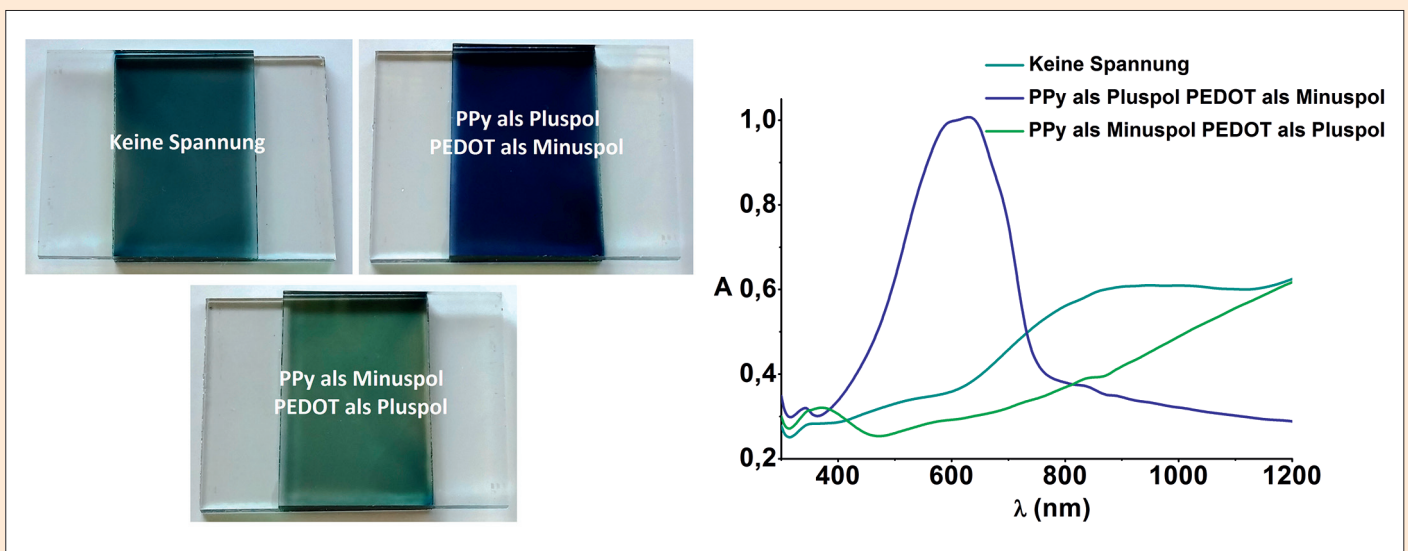 Keine Spannung
PPy als Pluspol
PEDOT als Minuspol
PPy als Minuspol
PEDOT als Pluspol
Keine Spannung
PPy als Pluspol PEDOT als Minuspol
PPy als Minuspol PEDOT als Pluspol
1,0
0,8
A 0,6
0,4
0,2
400 600 800 1000 1200
λ (nm)